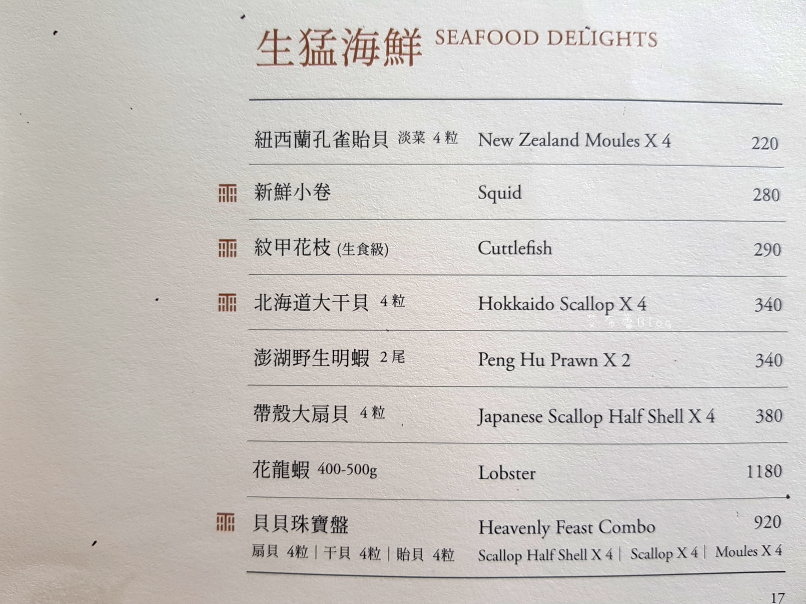 生猛海鮮 SEAFOOD DELIGHTS
紐西蘭孔雀貽貝 淡菜 4 粒 New Zealand Moules X 4 220
新鮮小卷 Squid 280
紋甲花枝 (生食級) Cuttlefish 290
北海道大干貝 4 粒 Hokkaido Scallop X 4 340
澎湖野生明蝦 2 尾 Peng Hu Prawn X 2 340
帶殼大扇貝 4 粒 Japanese Scallop Half Shell X 4 380
花龍蝦 400-500g Lobster 1180
貝貝珠寶盤 Heavenly Feast Combo 920
扇貝 4粒｜干貝 4粒｜貽貝 4粒 Scallop Half Shell X 4｜ Scallop X 4｜ Moules X 4
17